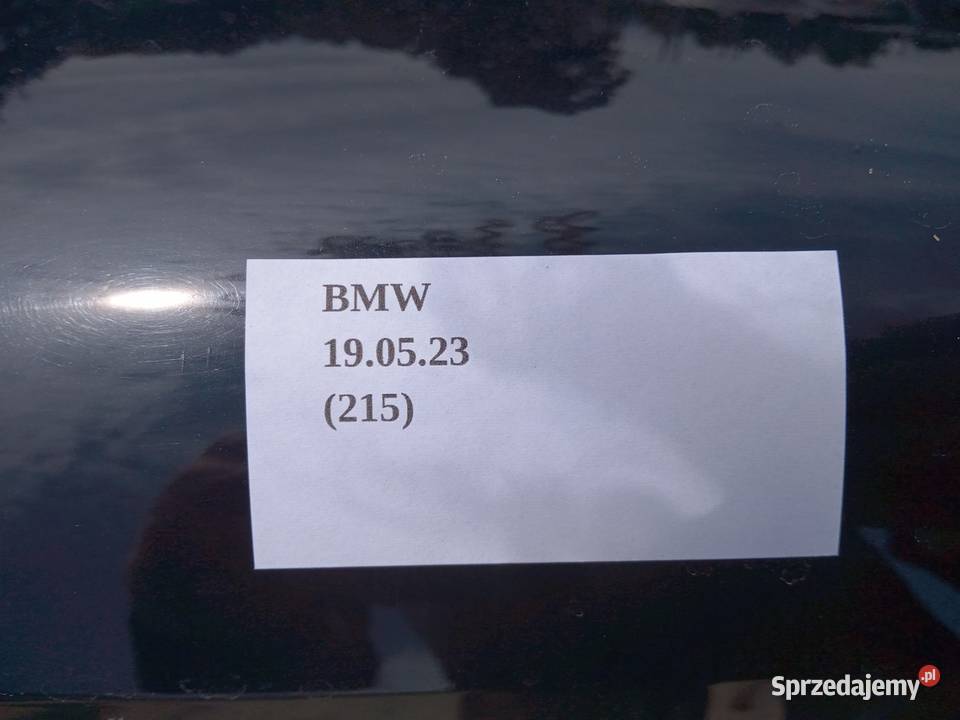 BMW
19.05.23
(215)
Sprzedajemy.pl